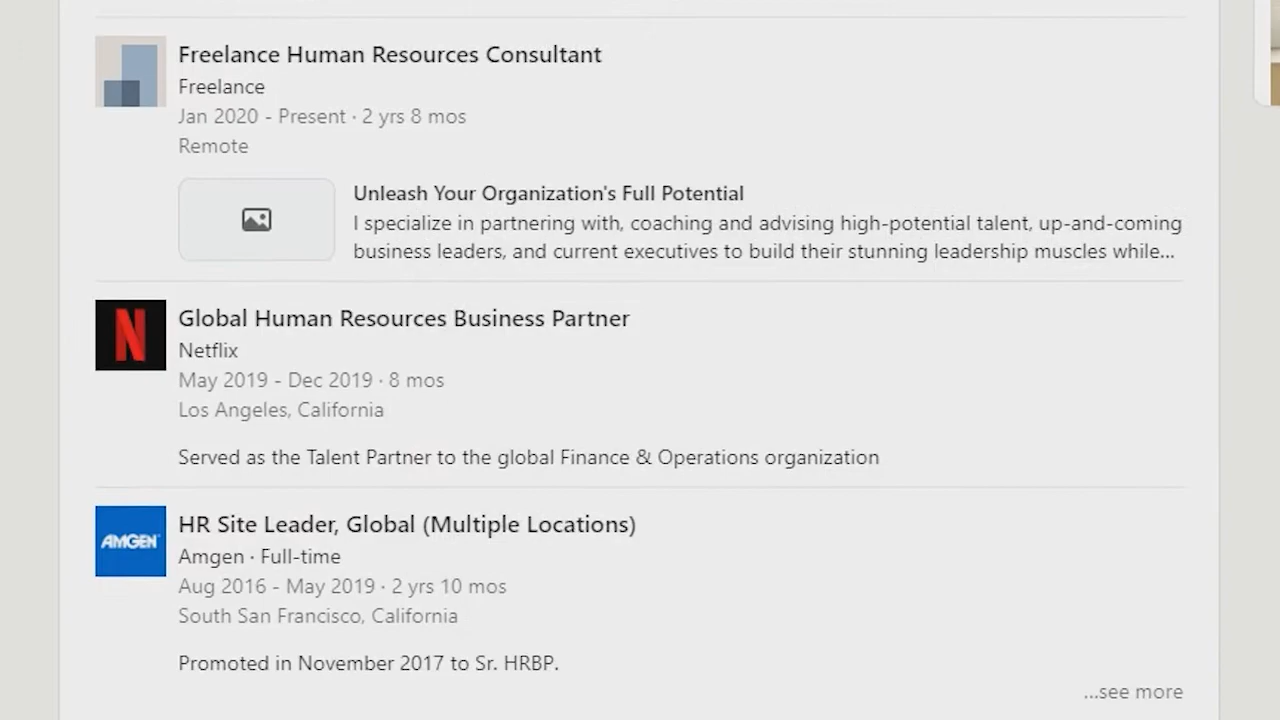 Freelance Human Resources Consultant
Freelance
Jan 2020 - Present · 2 yrs 8 mos
Remote
Unleash Your Organization's Full Potential
I specialize in partnering with, coaching and advising high-potential talent, up-and-coming
business leaders, and current executives to build their stunning leadership muscles while...
N
Global Human Resources Business Partner
Netflix
May 2019 - Dec 2019 · 8 mos
Los Angeles, California
Served as the Talent Partner to the global Finance & Operations organization
AMGEN
HR Site Leader, Global (Multiple Locations)
Amgen · Full-time
Aug 2016 - May 2019 · 2 yrs 10 mos
South San Francisco, California
Promoted in November 2017 to Sr. HRBP.
...see more